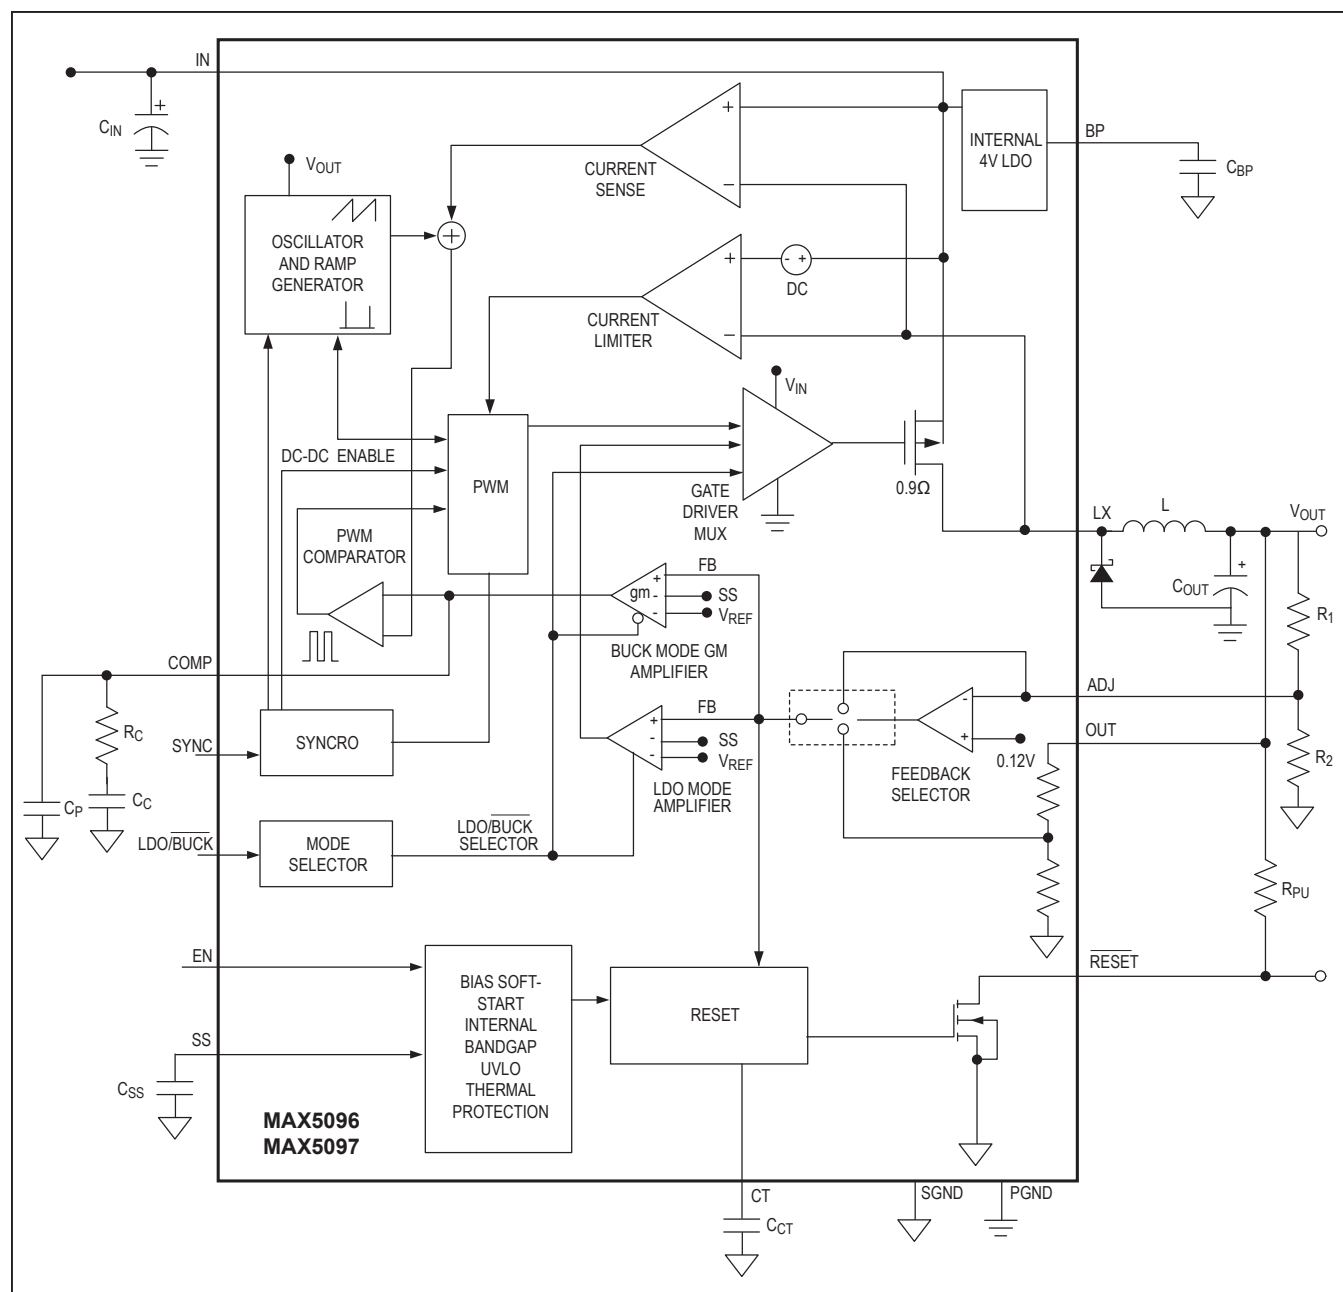 IN
CIN
+
VOUT
OSCILLATOR
AND RAMP
GENERATOR
+
CURRENT
SENSE
+
−
INTERNAL
4V LDO
BP
CBP
CURRENT
LIMITER
+
−
- +
DC
VIN
DC-DC ENABLE
PWM
GATE
DRIVER
MUX
0.9Ω
LX
L
VOUT
+
COUT
R1
PWM
COMPARATOR
gm
+
-
-
FB
SS
VREF
BUCK MODE GM
AMPLIFIER
COMP
RC
CC
CP
SYNC
SYNCRO
+
-
-
FB
SS
VREF
LDO MODE
AMPLIFIER
-
+
0.12V
FEEDBACK
SELECTOR
ADJ
OUT
R2
LDO/BUCK
MODE
SELECTOR
LDO/BUCK
SELECTOR
RPU
EN
BIAS SOFT-
START
INTERNAL
BANDGAP
UVLO
THERMAL
PROTECTION
RESET
RESET
SS
CSS
MAX5096
MAX5097
CT
CCT
SGND
PGND